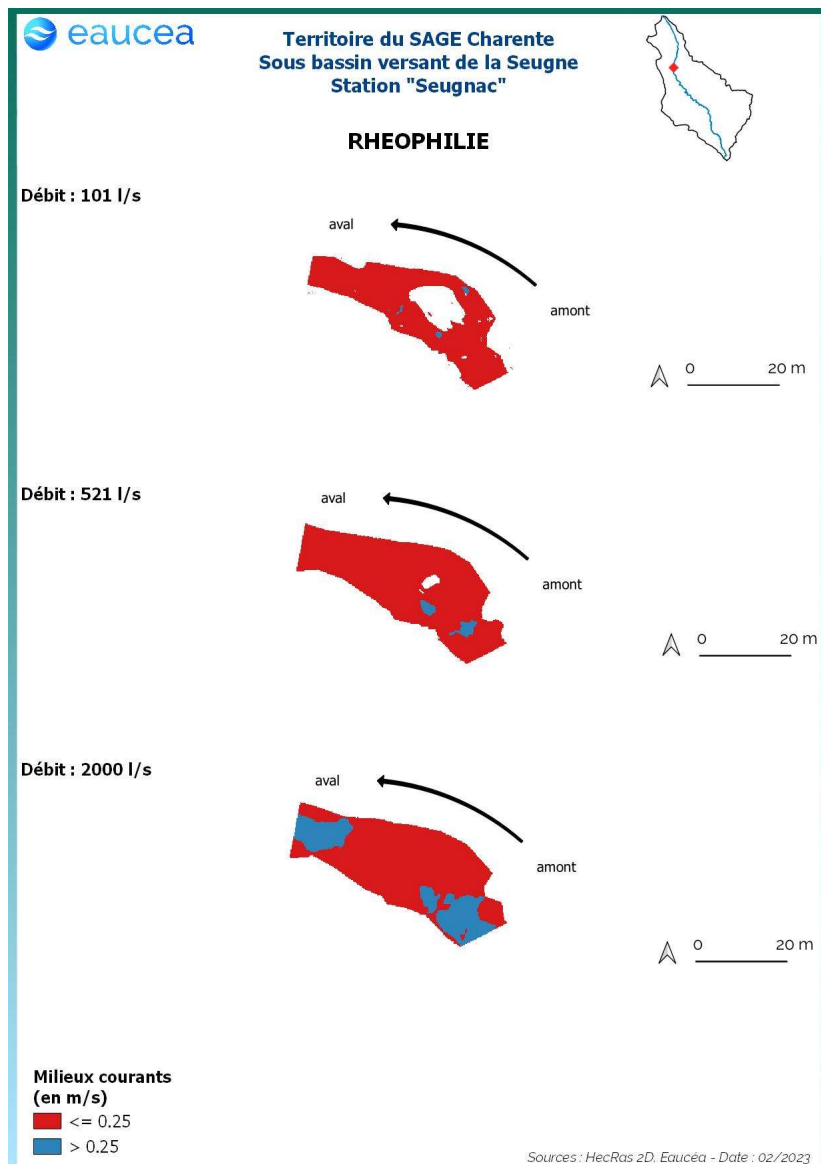 eaucea
Territoire du SAGE Charente
Sous bassin versant de la Seugne
Station "Seugnac"
RHEOPHILIE
Débit : 101 l/s
aval
amont
0 20 m
Débit : 521 l/s
aval
amont
0 20 m
Débit : 2000 l/s
aval
amont
0 20 m
Milieux courants
(en m/s)
<= 0.25
> 0.25
Sources : HecRas 2D, Eaucéa - Date : 02/2023